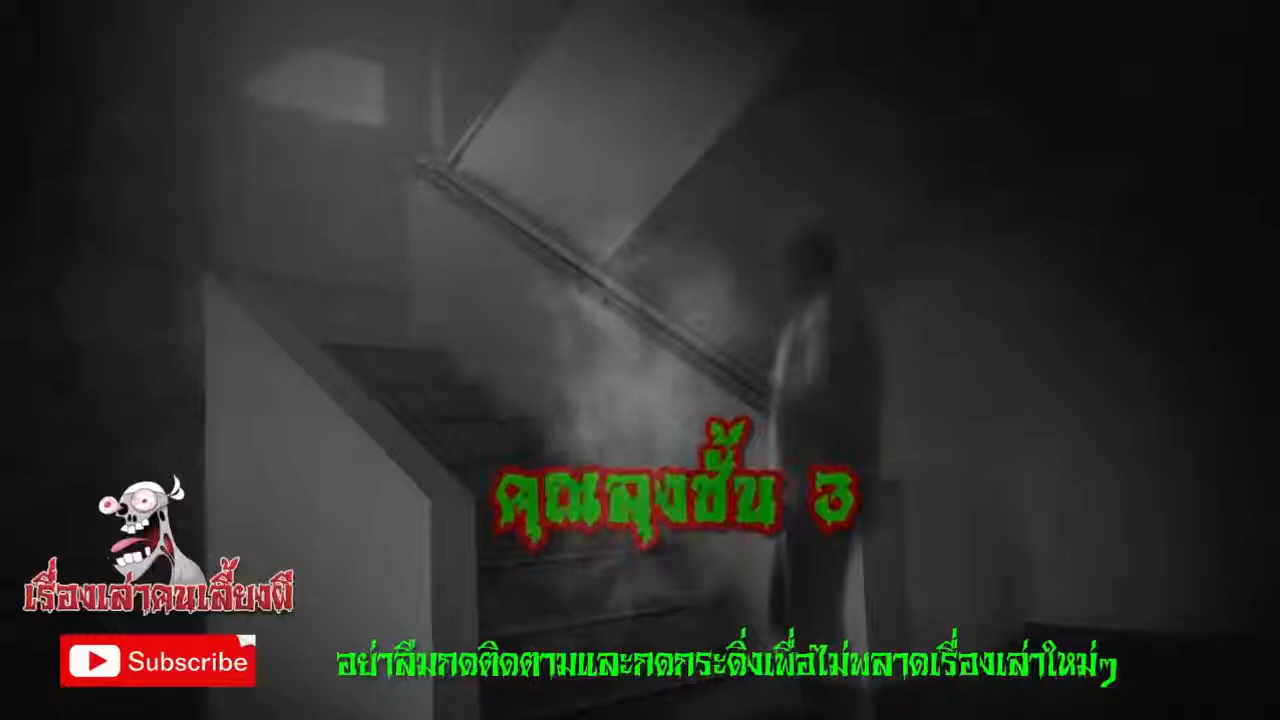 คุณลุงชั้น 3
เรื่องเล่าคนเลี้ยงผี
Subscribe
อย่าลืมกดติดตามและกดกระดิ่งเพื่อไม่พลาดเรื่องเล่าใหม่ๆ